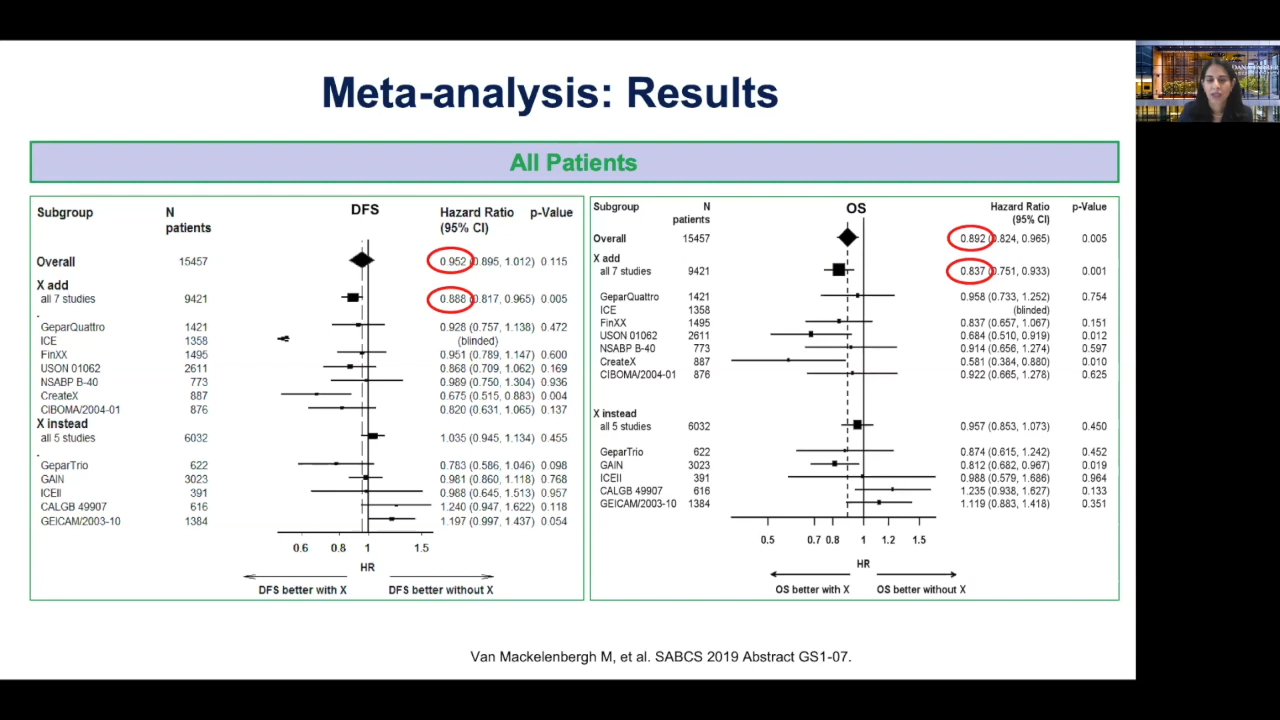 Meta-analysis: Results
All Patients
DFS
Subgroup N patients Hazard Ratio (95% CI) p-Value
Overall 15457 0.952 (0.895, 1.012) 0.115
X add
all 7 studies 9421 0.888 (0.817, 0.965) 0.005
.
GeparQuattro 1421 0.928 (0.757, 1.138) 0.472
ICE 1358 (blinded)
FinXX 1495 0.951 (0.789, 1.147) 0.600
USON 01062 2611 0.868 (0.709, 1.062) 0.169
NSABP B-40 773 0.989 (0.750, 1.304) 0.936
CreateX 887 0.675 (0.515, 0.883) 0.004
CIBOMA/2004-01 876 0.820 (0.631, 1.065) 0.137
X instead
all 5 studies 6032 1.035 (0.945, 1.134) 0.455
.
GeparTrio 622 0.783 (0.586, 1.046) 0.098
GAIN 3023 0.981 (0.860, 1.118) 0.768
ICEII 391 0.988 (0.645, 1.513) 0.957
CALGB 49907 616 1.240 (0.947, 1.622) 0.118
GEICAM/2003-10 1384 1.197 (0.997, 1.437) 0.054
0.6 0.8 1 1.5
HR
DFS better with X DFS better without X
OS
Subgroup N patients Hazard Ratio (95% CI) p-Value
Overall 15457 0.892 (0.824, 0.965) 0.005
X add
all 7 studies 9421 0.837 (0.751, 0.933) 0.001
GeparQuattro 1421 0.958 (0.733, 1.252) 0.754
ICE 1358 (blinded)
FinXX 1495 0.837 (0.657, 1.067) 0.151
USON 01062 2611 0.684 (0.510, 0.919) 0.012
NSABP B-40 773 0.914 (0.656, 1.274) 0.597
CreateX 887 0.581 (0.384, 0.880) 0.010
CIBOMA/2004-01 876 0.922 (0.665, 1.278) 0.625
X instead
all 5 studies 6032 0.957 (0.853, 1.073) 0.450
GeparTrio 622 0.874 (0.615, 1.242) 0.452
GAIN 3023 0.812 (0.682, 0.967) 0.019
ICEII 391 0.988 (0.579, 1.686) 0.964
CALGB 49907 616 1.235 (0.938, 1.627) 0.133
GEICAM/2003-10 1384 1.119 (0.883, 1.418) 0.351
0.5 0.7 0.8 1 1.2 1.5
HR
OS better with X OS better without X
Van Mackelenbergh M, et al. SABCS 2019 Abstract GS1-07.